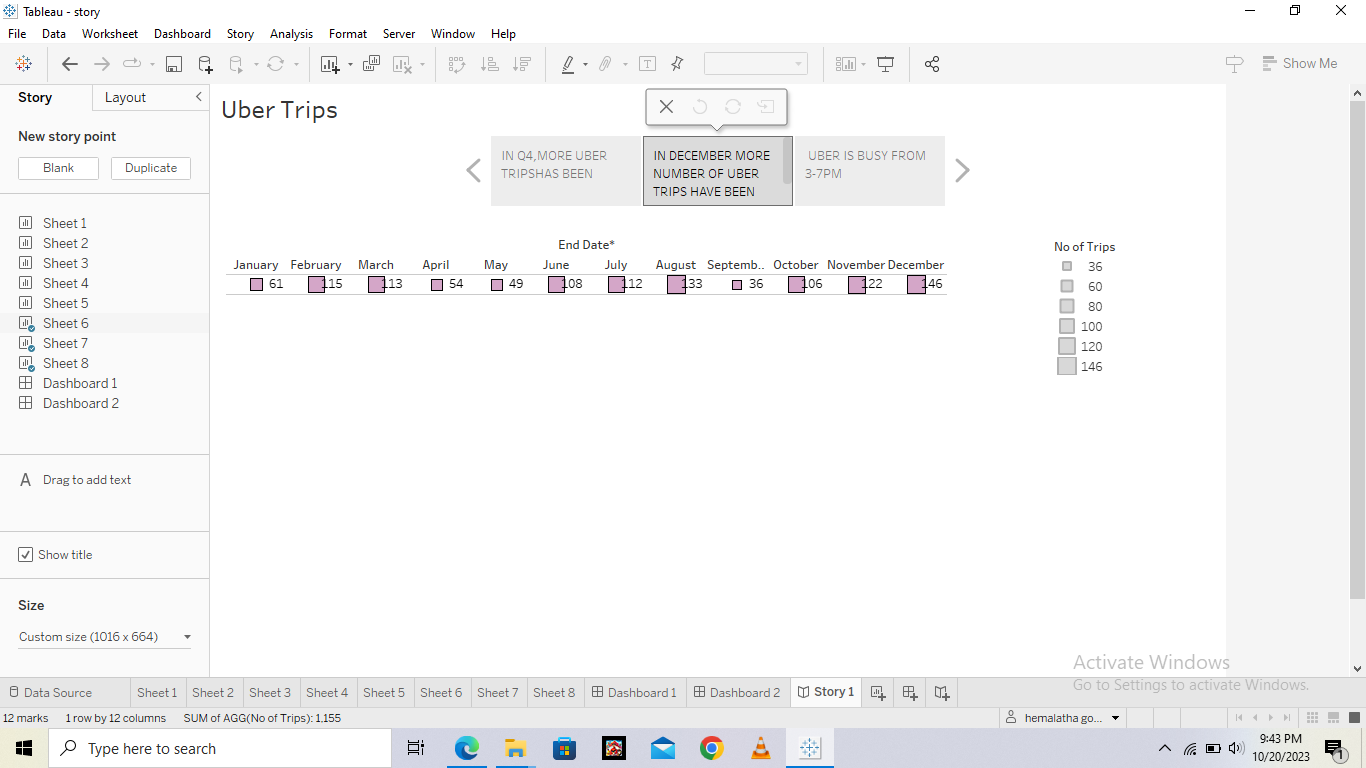 Tableau - story
File Data Worksheet Dashboard Story Analysis Format Server Window Help
Show Me
Story Layout
New story point
Blank Duplicate
Sheet 1
Sheet 2
Sheet 3
Sheet 4
Sheet 5
Sheet 6
Sheet 7
Sheet 8
Dashboard 1
Dashboard 2
A Drag to add text
Show title
Size
Custom size (1016 x 664)
Uber Trips
IN Q4,MORE UBER
TRIPSHAS BEEN
IN DECEMBER MORE
NUMBER OF UBER
TRIPS HAVE BEEN
UBER IS BUSY FROM
3-7PM
End Date*
January February March April May June July August Septemb.. October November December
61 115 113 54 49 108 112 133 36 106 122 146
No of Trips
36
60
80
100
120
146
Activate Windows
Go to Settings to activate Windows.
Data Source Sheet 1 Sheet 2 Sheet 3 Sheet 4 Sheet 5 Sheet 6 Sheet 7 Sheet 8 Dashboard 1 Dashboard 2 Story 1
12 marks 1 row by 12 columns SUM of AGG(No of Trips): 1,155
hemalatha go...
Type here to search
9:43 PM
10/20/2023
1